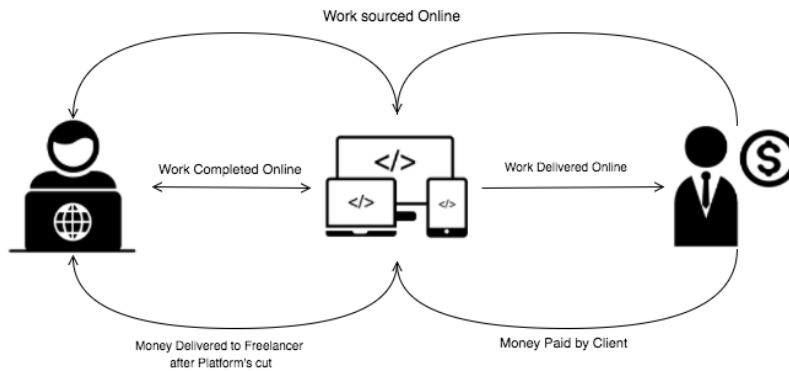 Work sourced Online
Work Completed Online
Work Delivered Online
</>
</>
</>
$
Money Delivered to Freelancer
after Platform's cut
Money Paid by Client